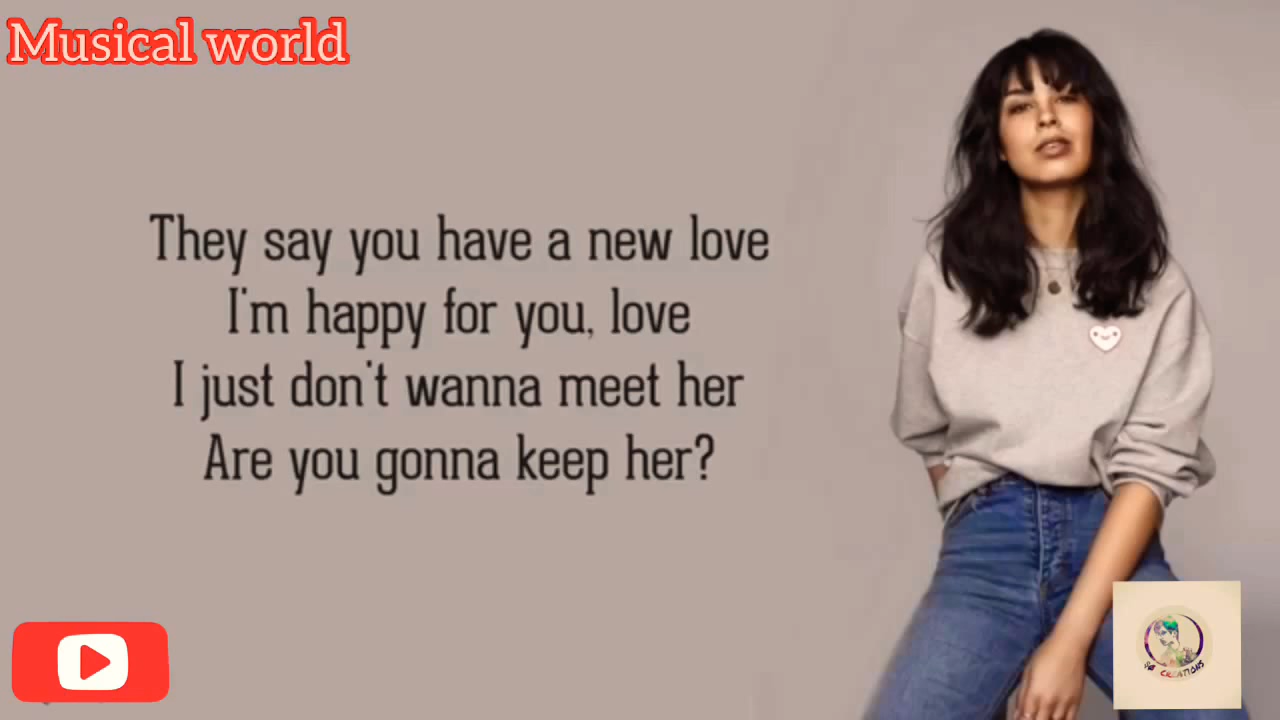 Musical world
They say you have a new love
I'm happy for you, love
I just don't wanna meet her
Are you gonna keep her?
CREATIONS